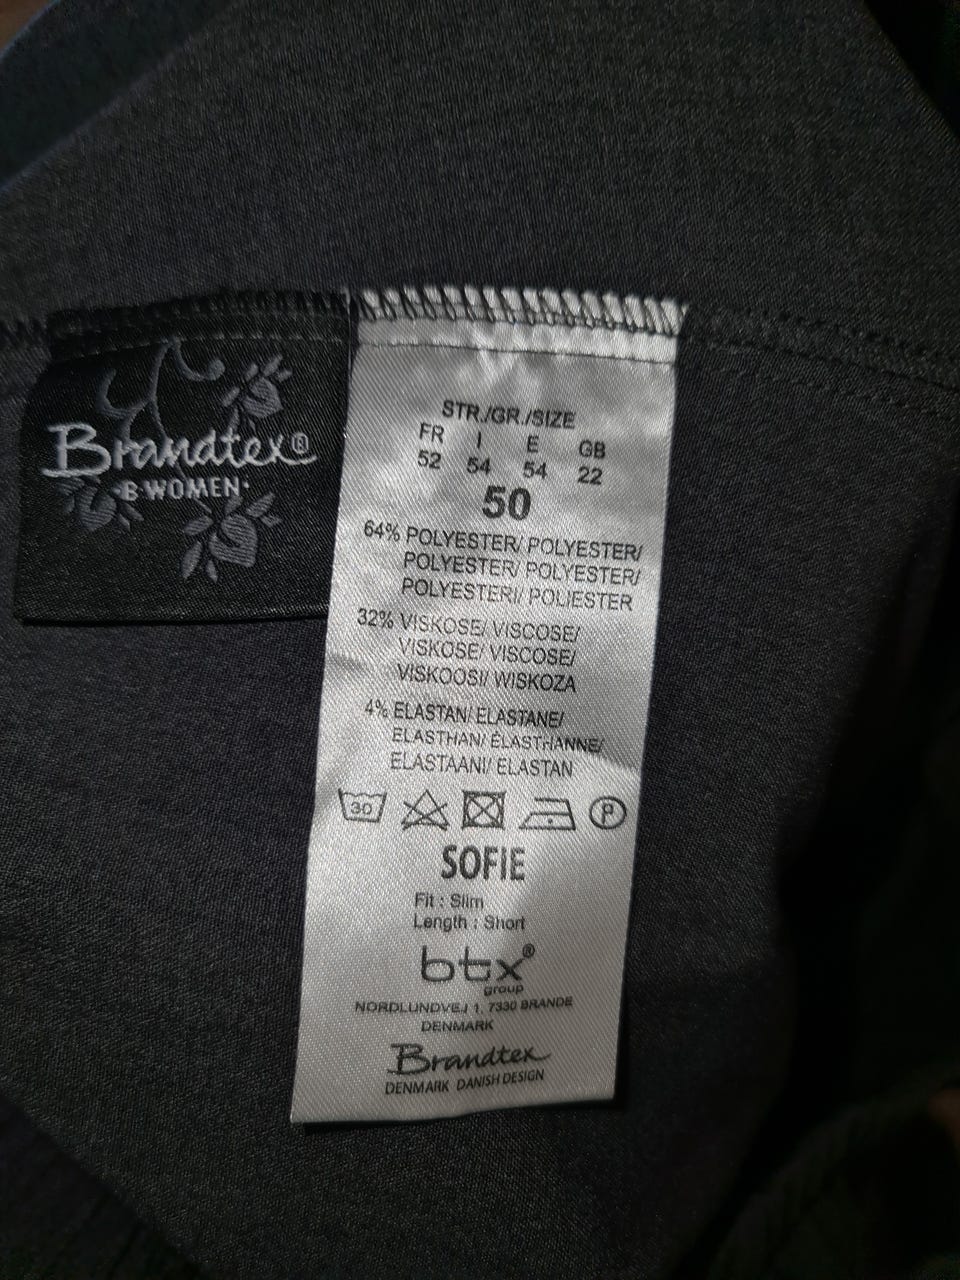 Brandtex®
·B·WOMEN·
STR./GR./SIZE
FR I E GB
52 54 54 22
50
64% POLYESTER/ POLYESTER/
POLYESTER/ POLYESTER/
POLYESTERI/ POLIESTER
32% VISKOSE/ VISCOSE/
VISKOSE/ VISCOSE/
VISKOOSI/ WISKOZA
4% ELASTAN/ ELASTANE/
ELASTHAN/ ÉLASTHANNE/
ELASTAANI/ ELASTAN
30 P
SOFIE
Fit : Slim
Length : Short
btx®
group
NORDLUNDVEJ 1, 7330 BRANDE
DENMARK
Brandtex
DENMARK DANISH DESIGN